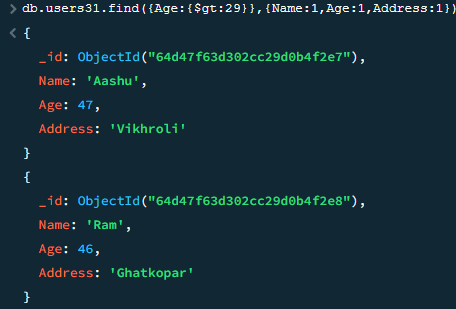 > db.users31.find({Age:{$gt:29}},{Name:1,Age:1,Address:1})
< {
_id: ObjectId("64d47f63d302cc29d0b4f2e7"),
Name: 'Aashu',
Age: 47,
Address: 'Vikhroli'
}
{
_id: ObjectId("64d47f63d302cc29d0b4f2e8"),
Name: 'Ram',
Age: 46,
Address: 'Ghatkopar'
}